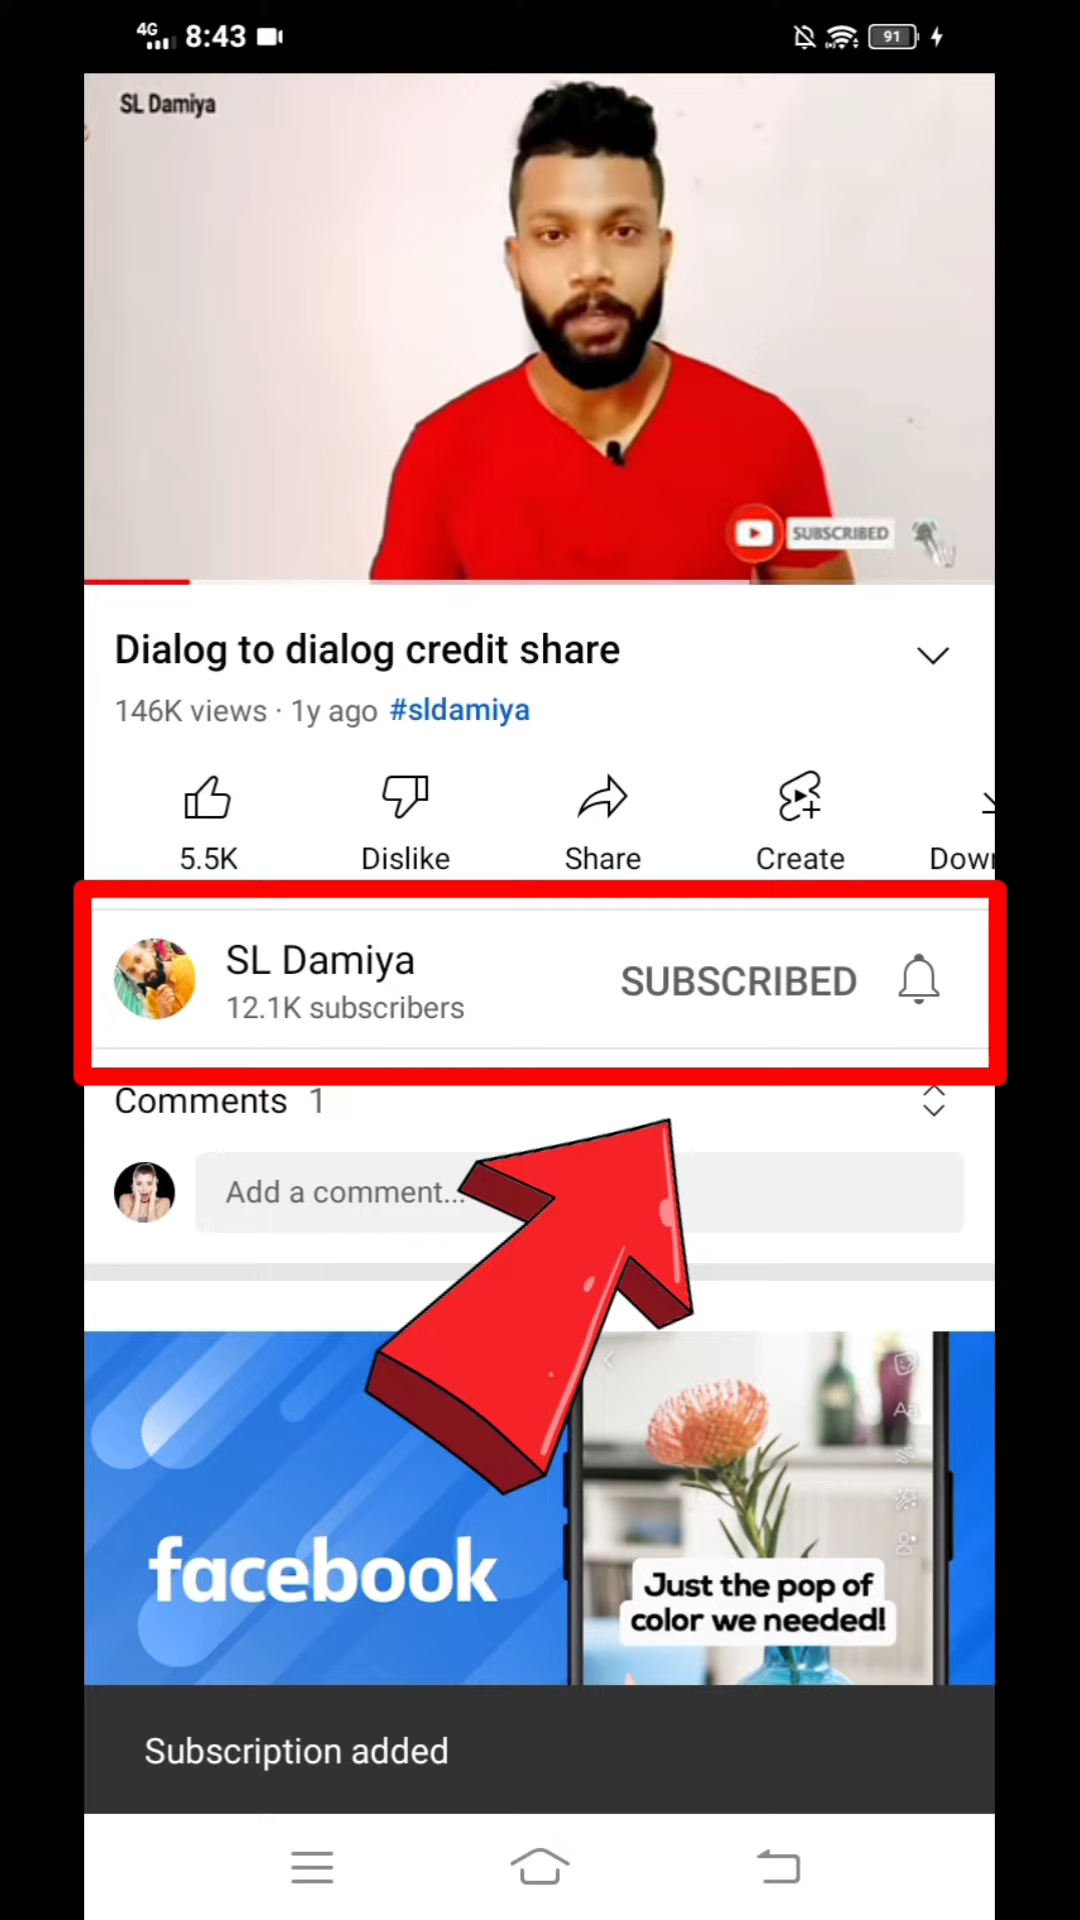 4G 8:43 91
SL Damiya
SUBSCRIBED
Dialog to dialog credit share
146K views · 1y ago #sldamiya
5.5K Dislike Share Create Down
SL Damiya
12.1K subscribers
SUBSCRIBED
Comments 1
Add a comment...
facebook
Aa
Just the pop of
color we needed!
Subscription added